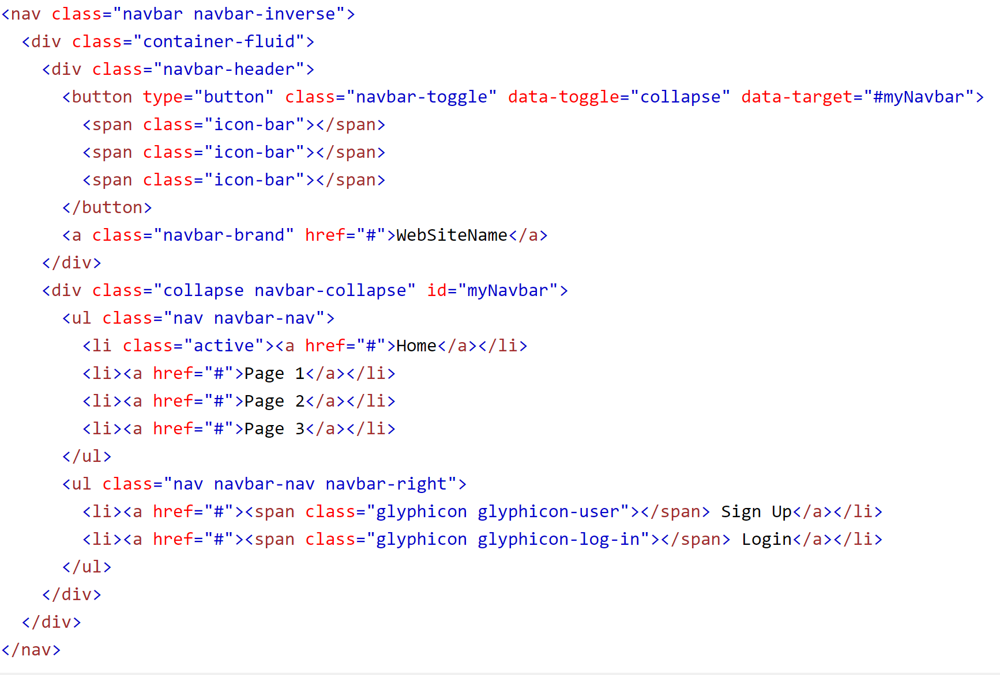 <nav class="navbar navbar-inverse">
  <div class="container-fluid">
    <div class="navbar-header">
      <button type="button" class="navbar-toggle" data-toggle="collapse" data-target="#myNavbar">
        <span class="icon-bar"></span>
        <span class="icon-bar"></span>
        <span class="icon-bar"></span>
      </button>
      <a class="navbar-brand" href="#">WebSiteName</a>
    </div>
    <div class="collapse navbar-collapse" id="myNavbar">
      <ul class="nav navbar-nav">
        <li class="active"><a href="#">Home</a></li>
        <li><a href="#">Page 1</a></li>
        <li><a href="#">Page 2</a></li>
        <li><a href="#">Page 3</a></li>
      </ul>
      <ul class="nav navbar-nav navbar-right">
        <li><a href="#"><span class="glyphicon glyphicon-user"></span> Sign Up</a></li>
        <li><a href="#"><span class="glyphicon glyphicon-log-in"></span> Login</a></li>
      </ul>
    </div>
  </div>
</nav>